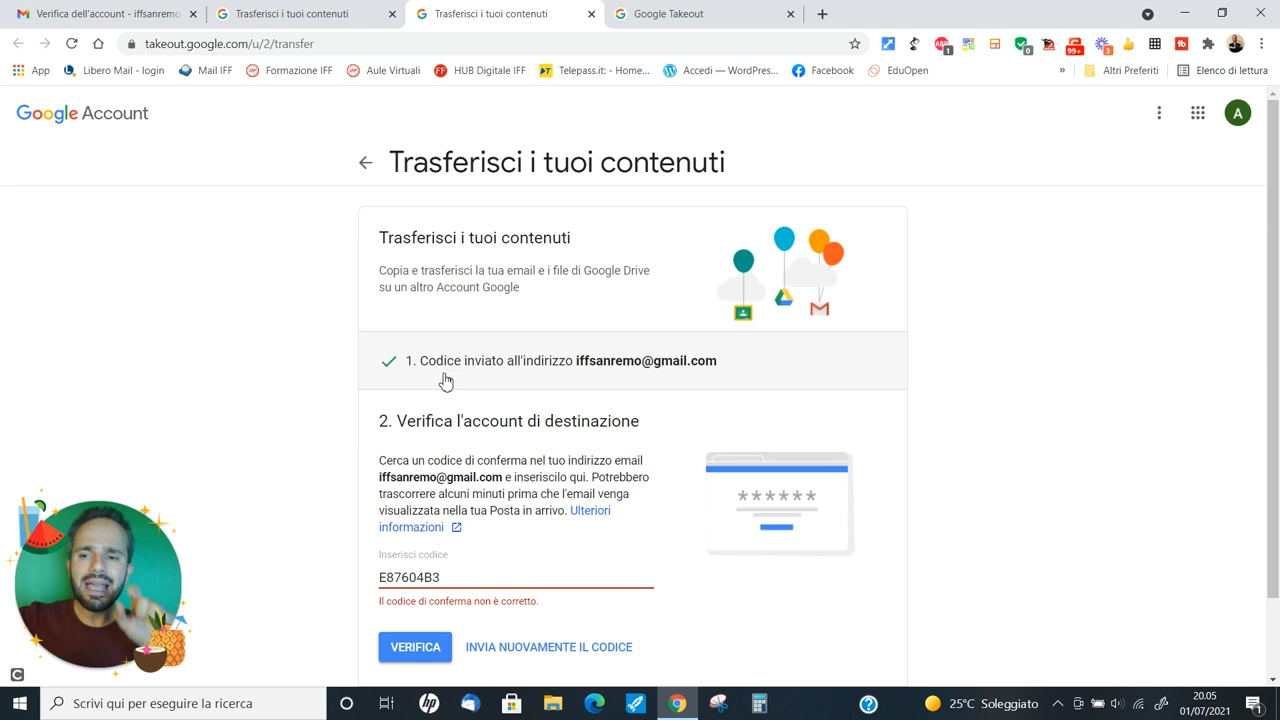 Verifica dell'account - iffsanremo
Trasferisci i tuoi contenuti
Trasferisci i tuoi contenuti
Google Takeout
takeout.google.com/u/2/transfer
1
0
99+
3
App
Libero Mail - login
Mail IFF
Formazione IFF
Aule Virtuali
HUB Digitale IFF
Telepass.it: - Home...
Accedi — WordPres...
Facebook
EduOpen
»
Altri Preferiti
Elenco di lettura
Google Account
A
Trasferisci i tuoi contenuti
Trasferisci i tuoi contenuti
Copia e trasferisci la tua email e i file di Google Drive
su un altro Account Google
1. Codice inviato all'indirizzo iffsanremo@gmail.com
2. Verifica l'account di destinazione
Cerca un codice di conferma nel tuo indirizzo email
iffsanremo@gmail.com e inseriscilo qui. Potrebbero
trascorrere alcuni minuti prima che l'email venga
visualizzata nella tua Posta in arrivo. Ulteriori
informazioni
******
Inserisci codice
E87604B3
Il codice di conferma non è corretto.
VERIFICA
INVIA NUOVAMENTE IL CODICE
Scrivi qui per eseguire la ricerca
25°C Soleggiato
20.05
01/07/2021
1